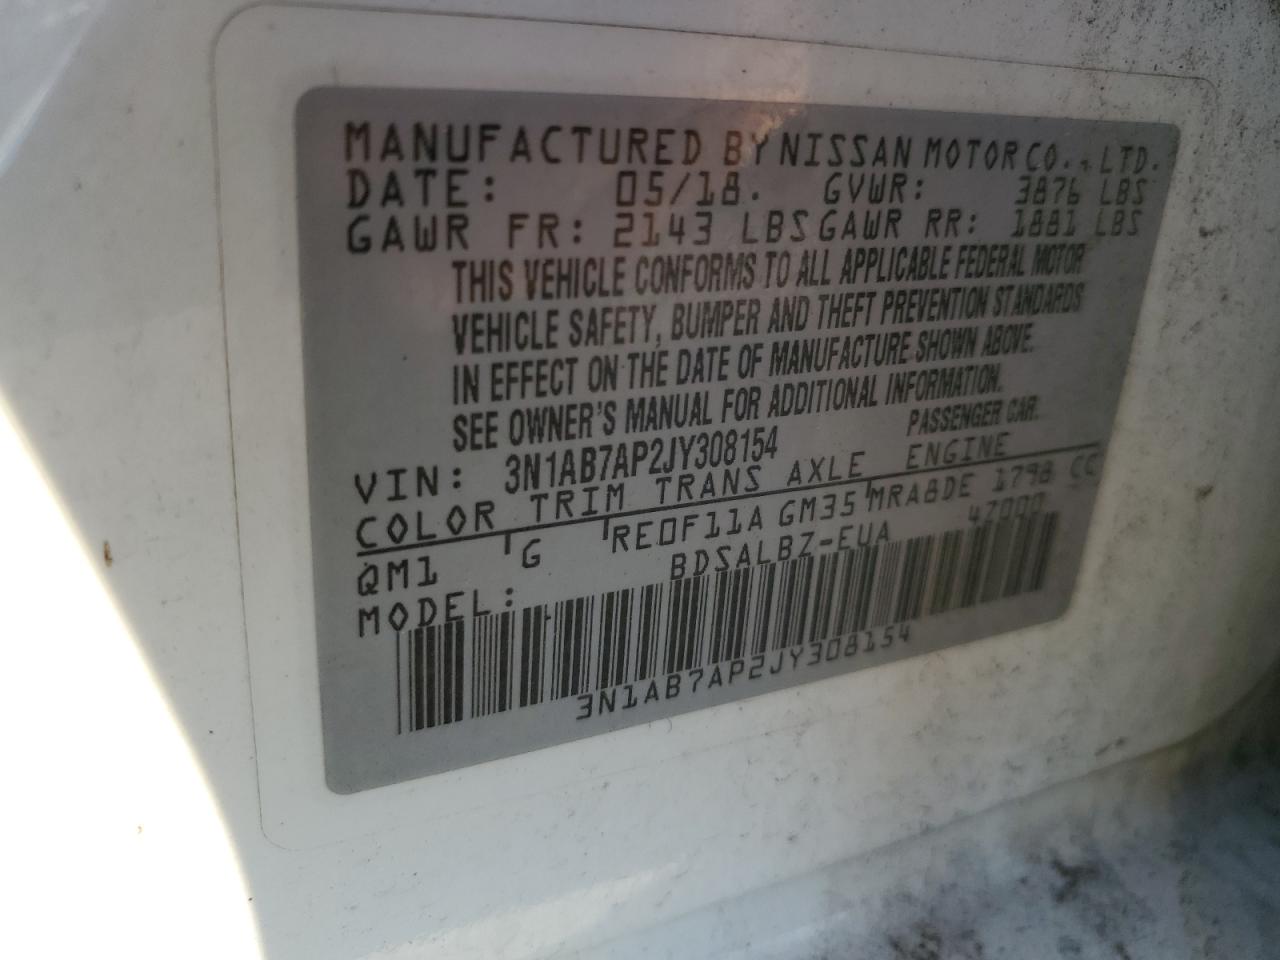 MANUFACTURED BY NISSAN MOTOR CO., LTD.
DATE: 05/18. GVWR: 3876 LBS
GAWR FR: 2143 LBS GAWR RR: 1881 LBS
THIS VEHICLE CONFORMS TO ALL APPLICABLE FEDERAL MOTOR
VEHICLE SAFETY, BUMPER AND THEFT PREVENTION STANDARDS
IN EFFECT ON THE DATE OF MANUFACTURE SHOWN ABOVE.
SEE OWNER'S MANUAL FOR ADDITIONAL INFORMATION.
VIN: 3N1AB7AP2JY308154 PASSENGER CAR.
COLOR TRIM TRANS AXLE ENGINE
QM1 G RE0F11A GM35 MRA8DE 1798 CC
MODEL: BDSALBZ-EUA 47000
3N1AB7AP2JY308154